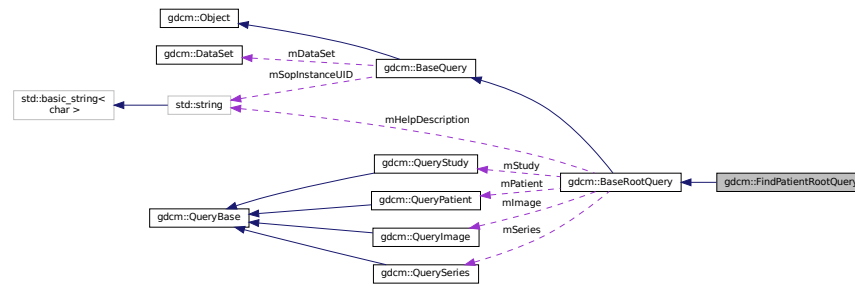 gdcm::Object
gdcm::DataSet
mDataSet
gdcm::BaseQuery
mSopInstanceUID
std::basic_string<
char >
std::string
mHelpDescription
gdcm::QueryStudy
mStudy
gdcm::BaseRootQuery
gdcm::FindPatientRootQuery
mPatient
gdcm::QueryPatient
mImage
gdcm::QueryBase
mSeries
gdcm::QueryImage
gdcm::QuerySeries